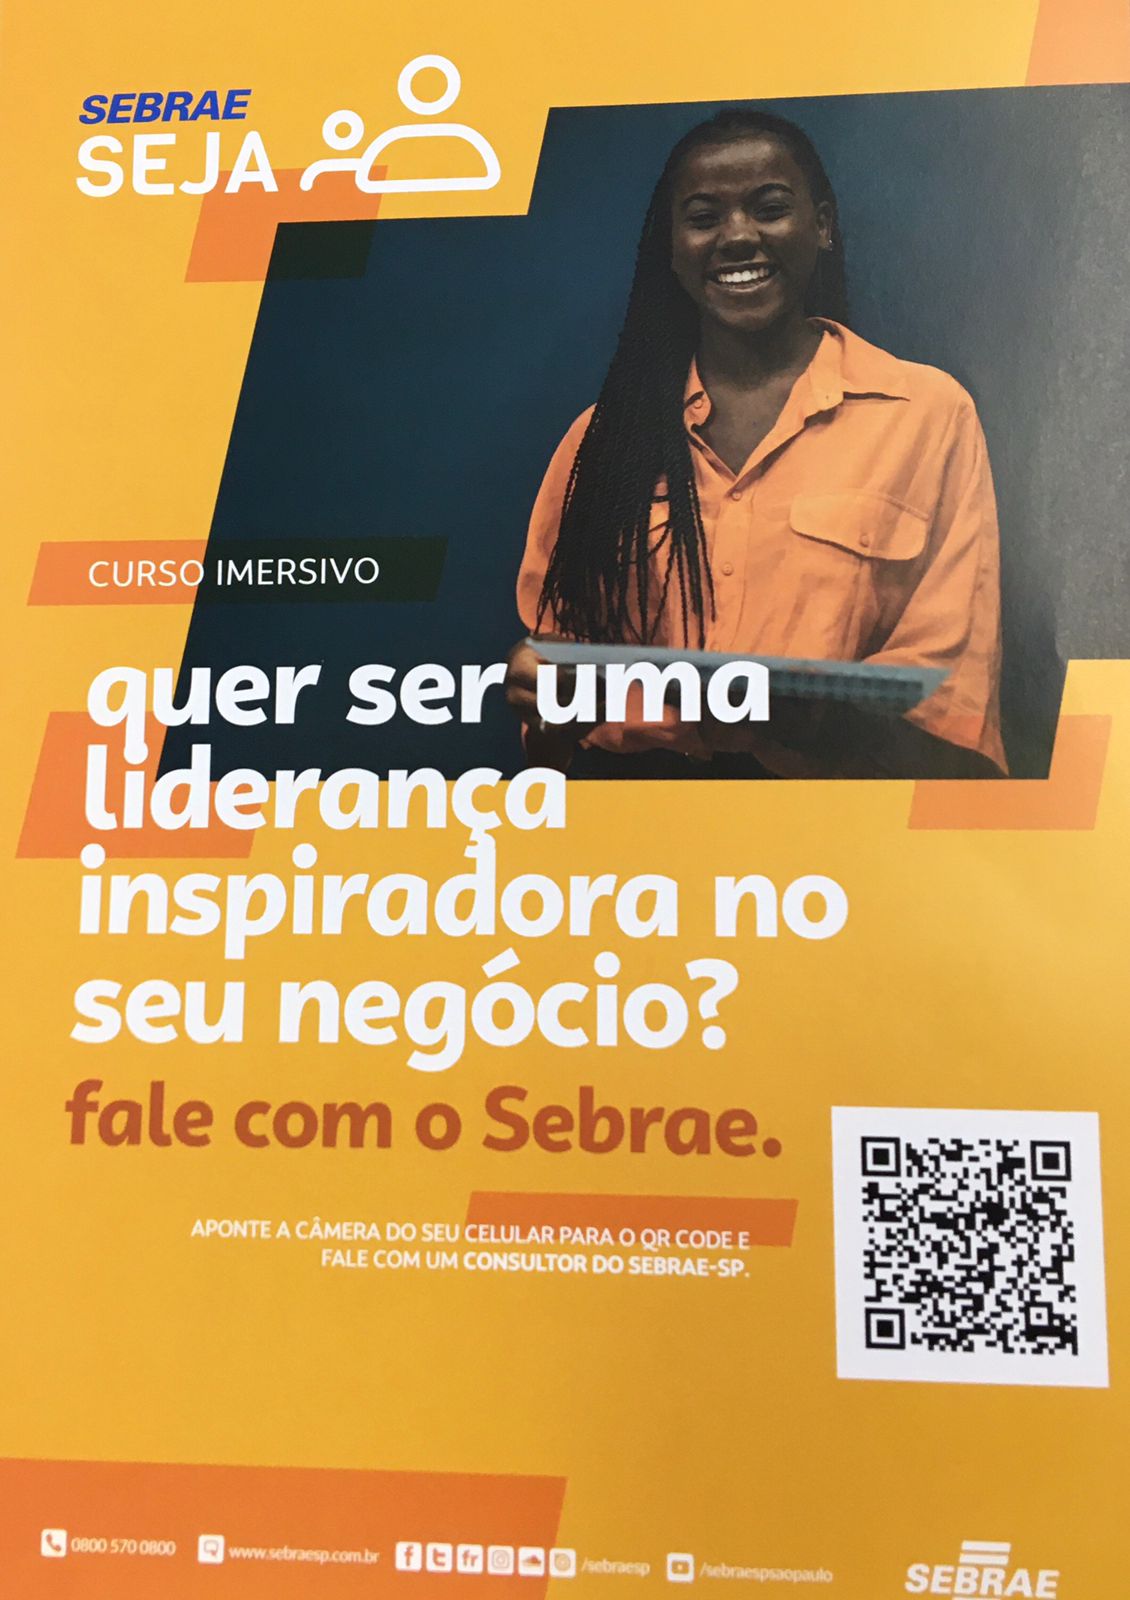 SEBRAE
SEJA
CURSO IMERSIVO
quer ser uma
liderança
inspiradora no
seu negócio?
fale com o Sebrae.
APONTE A CÂMERA DO SEU CELULAR PARA O QR CODE E
FALE COM UM CONSULTOR DO SEBRAE-SP.
0800 570 0800 www.sebraesp.com.br /sebraesp /sebraespsaopaulo
SEBRAE